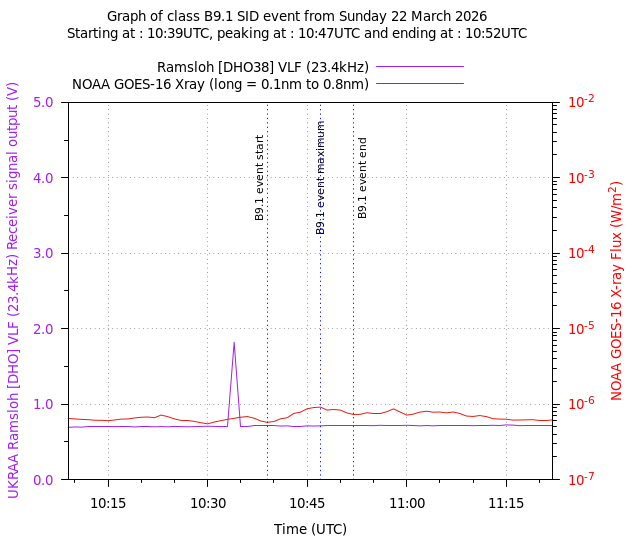 Graph of class B9.1 SID event from Sunday 22 March 2026
Starting at : 10:39UTC, peaking at : 10:47UTC and ending at : 10:52UTC
Ramsloh [DHO38] VLF (23.4kHz)
NOAA GOES-16 Xray (long = 0.1nm to 0.8nm)
UKRAA Ramsloh [DHO] VLF (23.4kHz) Receiver signal output (V)
5.0
4.0
3.0
2.0
1.0
0.0
B9.1 event start
B9.1 event maximum
B9.1 event end
10^-2
10^-3
10^-4
10^-5
10^-6
10^-7
NOAA GOES-16 X-ray Flux (W/m²)
10:15 10:30 10:45 11:00 11:15
Time (UTC)